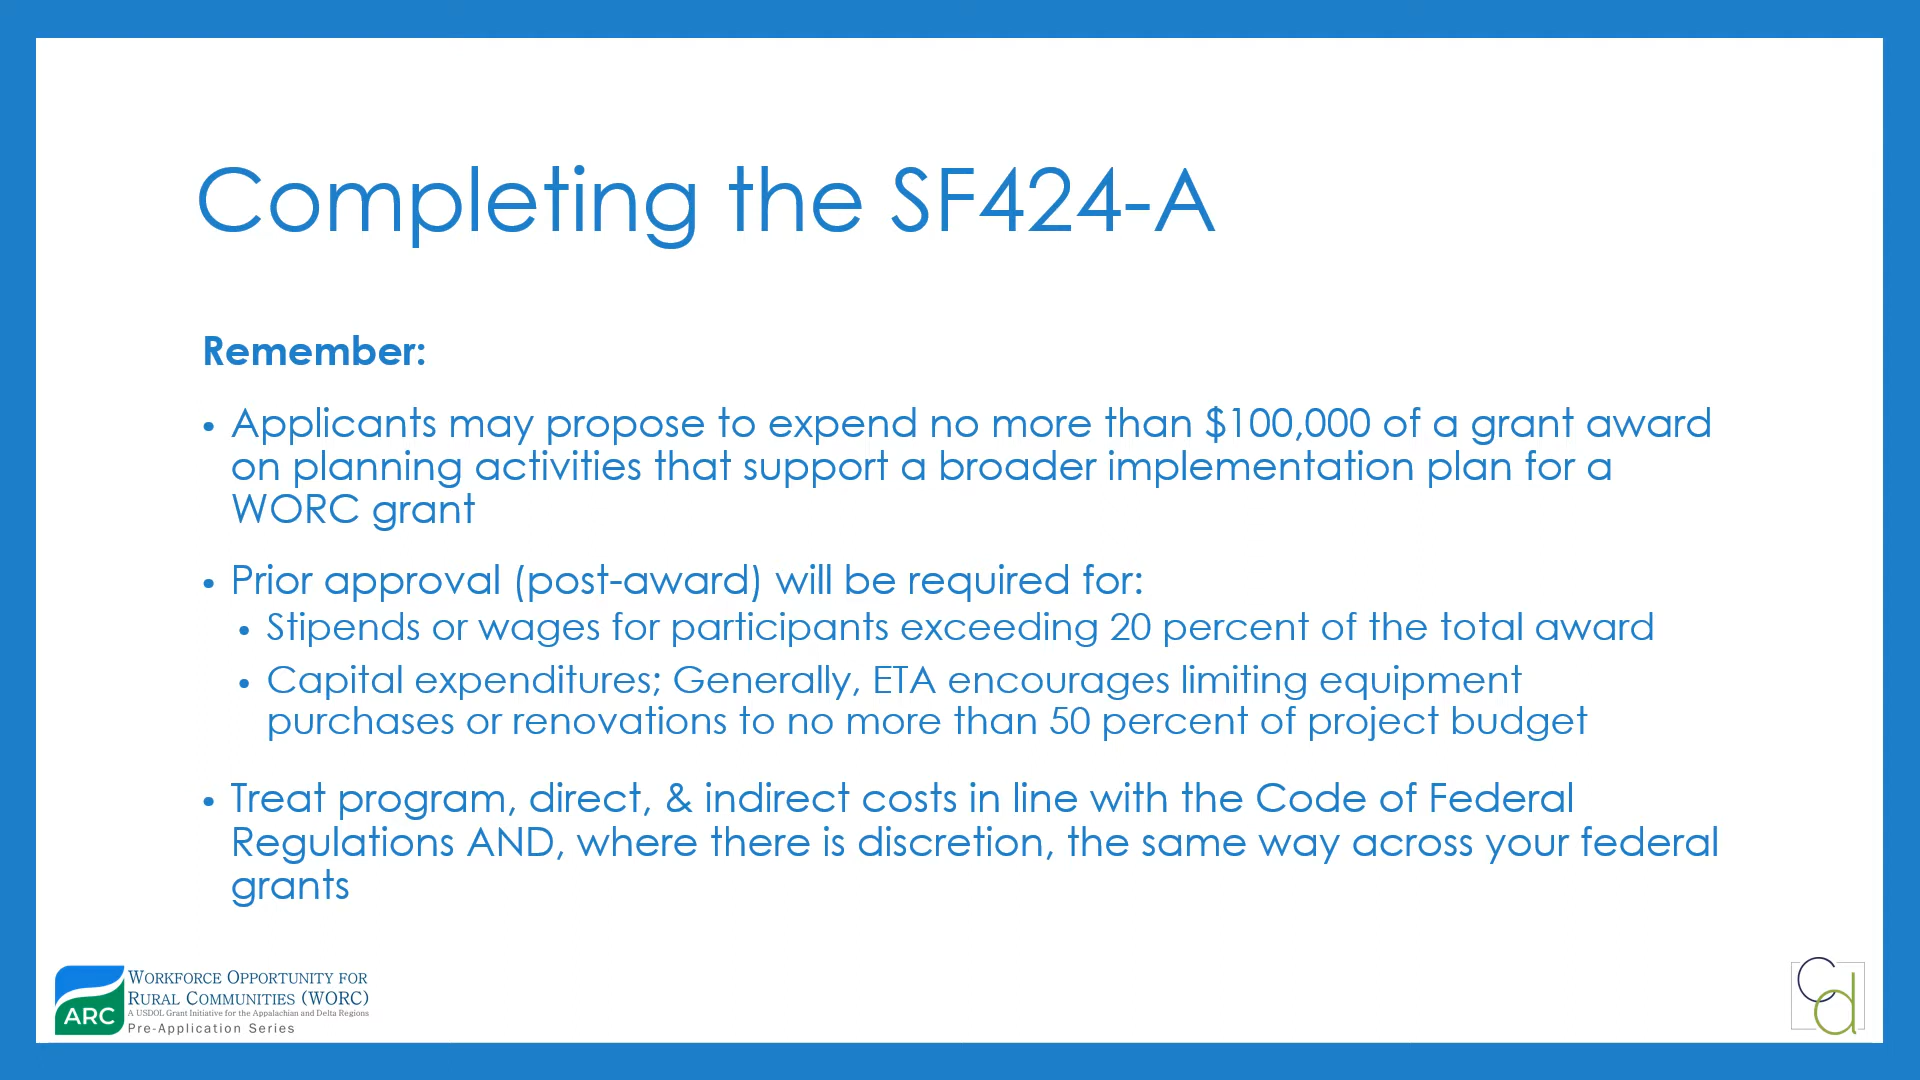 Completing the SF424-A
Remember:
• Applicants may propose to expend no more than $100,000 of a grant award
on planning activities that support a broader implementation plan for a
WORC grant
• Prior approval (post-award) will be required for:
• Stipends or wages for participants exceeding 20 percent of the total award
• Capital expenditures; Generally, ETA encourages limiting equipment
purchases or renovations to no more than 50 percent of project budget
• Treat program, direct, & indirect costs in line with the Code of Federal
Regulations AND, where there is discretion, the same way across your federal
grants
ARC
WORKFORCE OPPORTUNITY FOR
RURAL COMMUNITIES (WORC)
A USDOL Grant Initiative for the Appalachian and Delta Regions
Pre-Application Series
cd